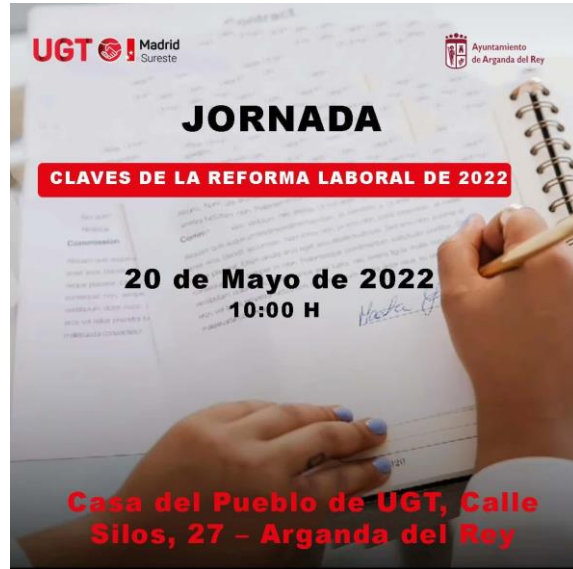 UGT Madrid
Sureste
Ayuntamiento
de Arganda del Rey
JORNADA
CLAVES DE LA REFORMA LABORAL DE 2022
20 de Mayo de 2022
10:00 H
Casa del Pueblo de UGT, Calle
Silos, 27 – Arganda del Rey